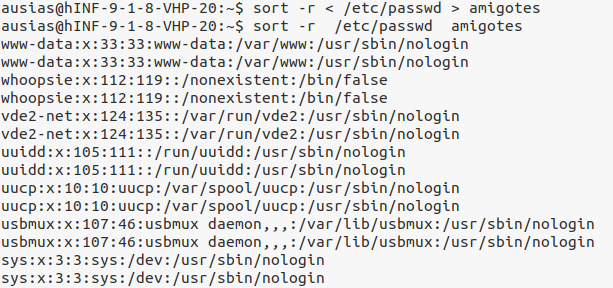 ausias@hINF-9-1-8-VHP-20:~$ sort -r < /etc/passwd > amigotes
ausias@hINF-9-1-8-VHP-20:~$ sort -r  /etc/passwd  amigotes
www-data:x:33:33:www-data:/var/www:/usr/sbin/nologin
www-data:x:33:33:www-data:/var/www:/usr/sbin/nologin
whoopsie:x:112:119::/nonexistent:/bin/false
whoopsie:x:112:119::/nonexistent:/bin/false
vde2-net:x:124:135::/var/run/vde2:/usr/sbin/nologin
vde2-net:x:124:135::/var/run/vde2:/usr/sbin/nologin
uuidd:x:105:111::/run/uuidd:/usr/sbin/nologin
uuidd:x:105:111::/run/uuidd:/usr/sbin/nologin
uucp:x:10:10:uucp:/var/spool/uucp:/usr/sbin/nologin
uucp:x:10:10:uucp:/var/spool/uucp:/usr/sbin/nologin
usbmux:x:107:46:usbmux daemon,,,:/var/lib/usbmux:/usr/sbin/nologin
usbmux:x:107:46:usbmux daemon,,,:/var/lib/usbmux:/usr/sbin/nologin
sys:x:3:3:sys:/dev:/usr/sbin/nologin
sys:x:3:3:sys:/dev:/usr/sbin/nologin